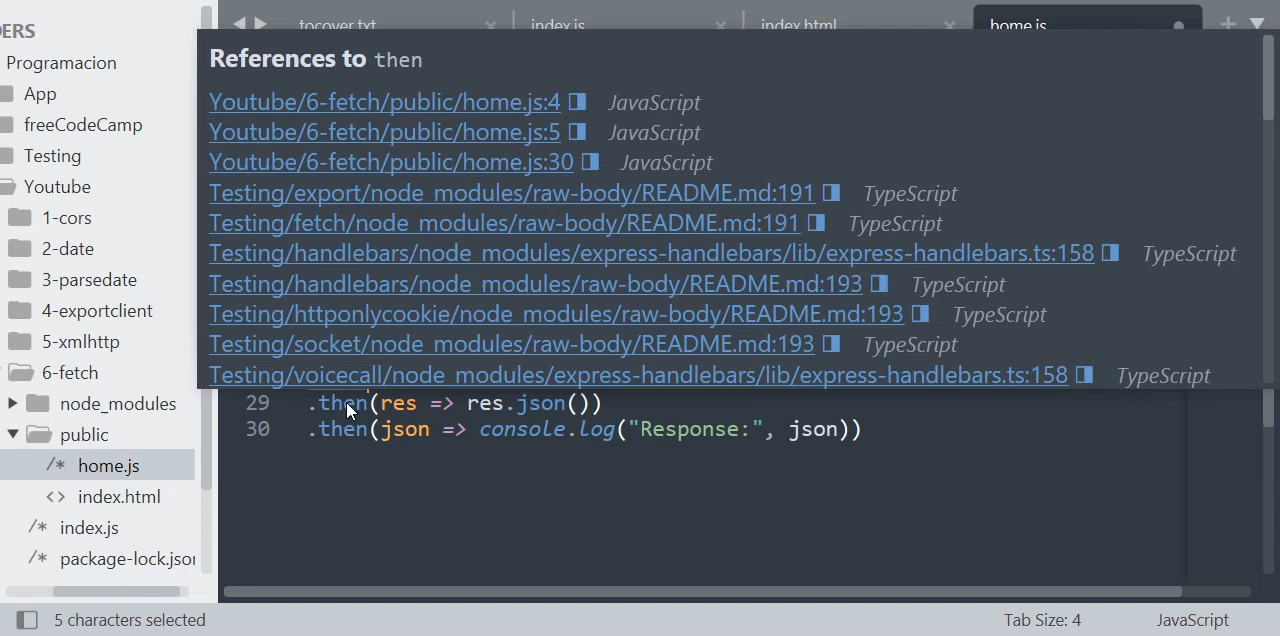 DERS
Programacion
App
freeCodeCamp
Testing
Youtube
1-cors
2-date
3-parsedate
4-exportclient
5-xmlhttp
6-fetch
node_modules
public
/* home.js
<> index.html
/* index.js
/* package-lock.json
tocover.txt × index.js × index.html × home.js
References to then
Youtube/6-fetch/public/home.js:4 JavaScript
Youtube/6-fetch/public/home.js:5 JavaScript
Youtube/6-fetch/public/home.js:30 JavaScript
Testing/export/node_modules/raw-body/README.md:191 TypeScript
Testing/fetch/node_modules/raw-body/README.md:191 TypeScript
Testing/handlebars/node_modules/express-handlebars/lib/express-handlebars.ts:158 TypeScript
Testing/handlebars/node_modules/raw-body/README.md:193 TypeScript
Testing/httponlycookie/node_modules/raw-body/README.md:193 TypeScript
Testing/socket/node_modules/raw-body/README.md:193 TypeScript
Testing/voicecall/node_modules/express-handlebars/lib/express-handlebars.ts:158 TypeScript
29 .then(res => res.json())
30 .then(json => console.log("Response:", json))
5 characters selected
Tab Size: 4
JavaScript